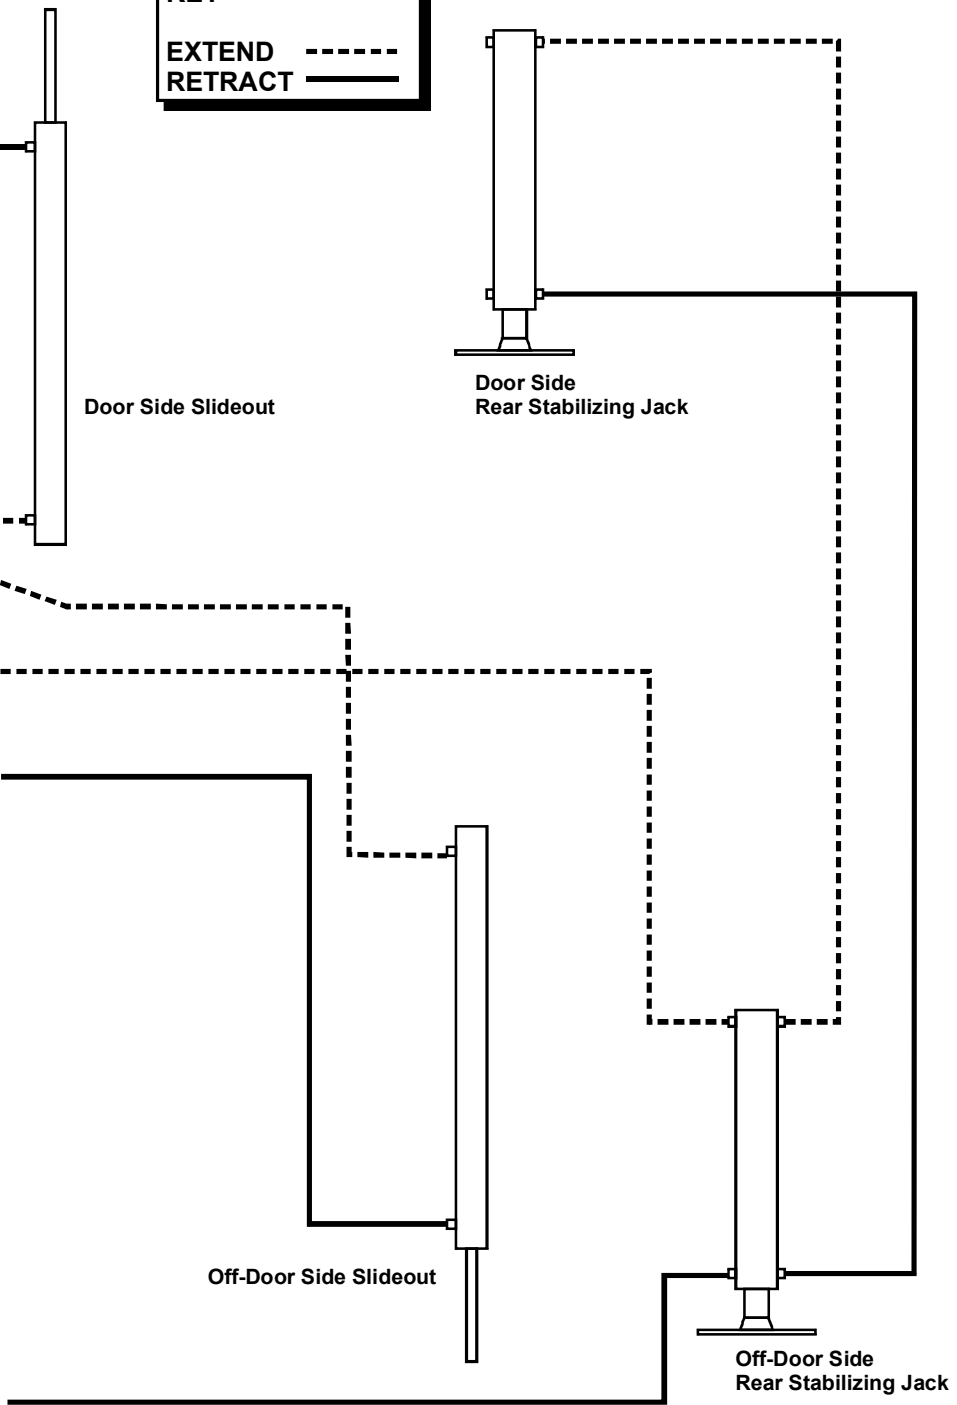 EXTEND
RETRACT
Door Side Slideout
Door Side
Rear Stabilizing Jack
Off-Door Side Slideout
Off-Door Side
Rear Stabilizing Jack